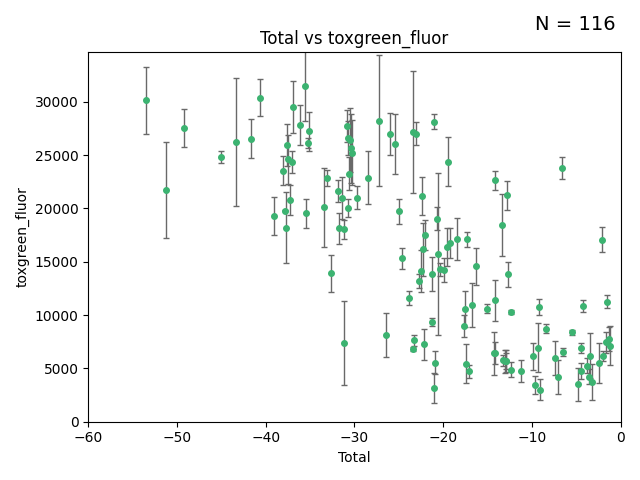 N = 116
Total vs toxgreen_fluor
toxgreen_fluor
30000
25000
20000
15000
10000
5000
0
−60 −50 −40 −30 −20 −10 0
Total